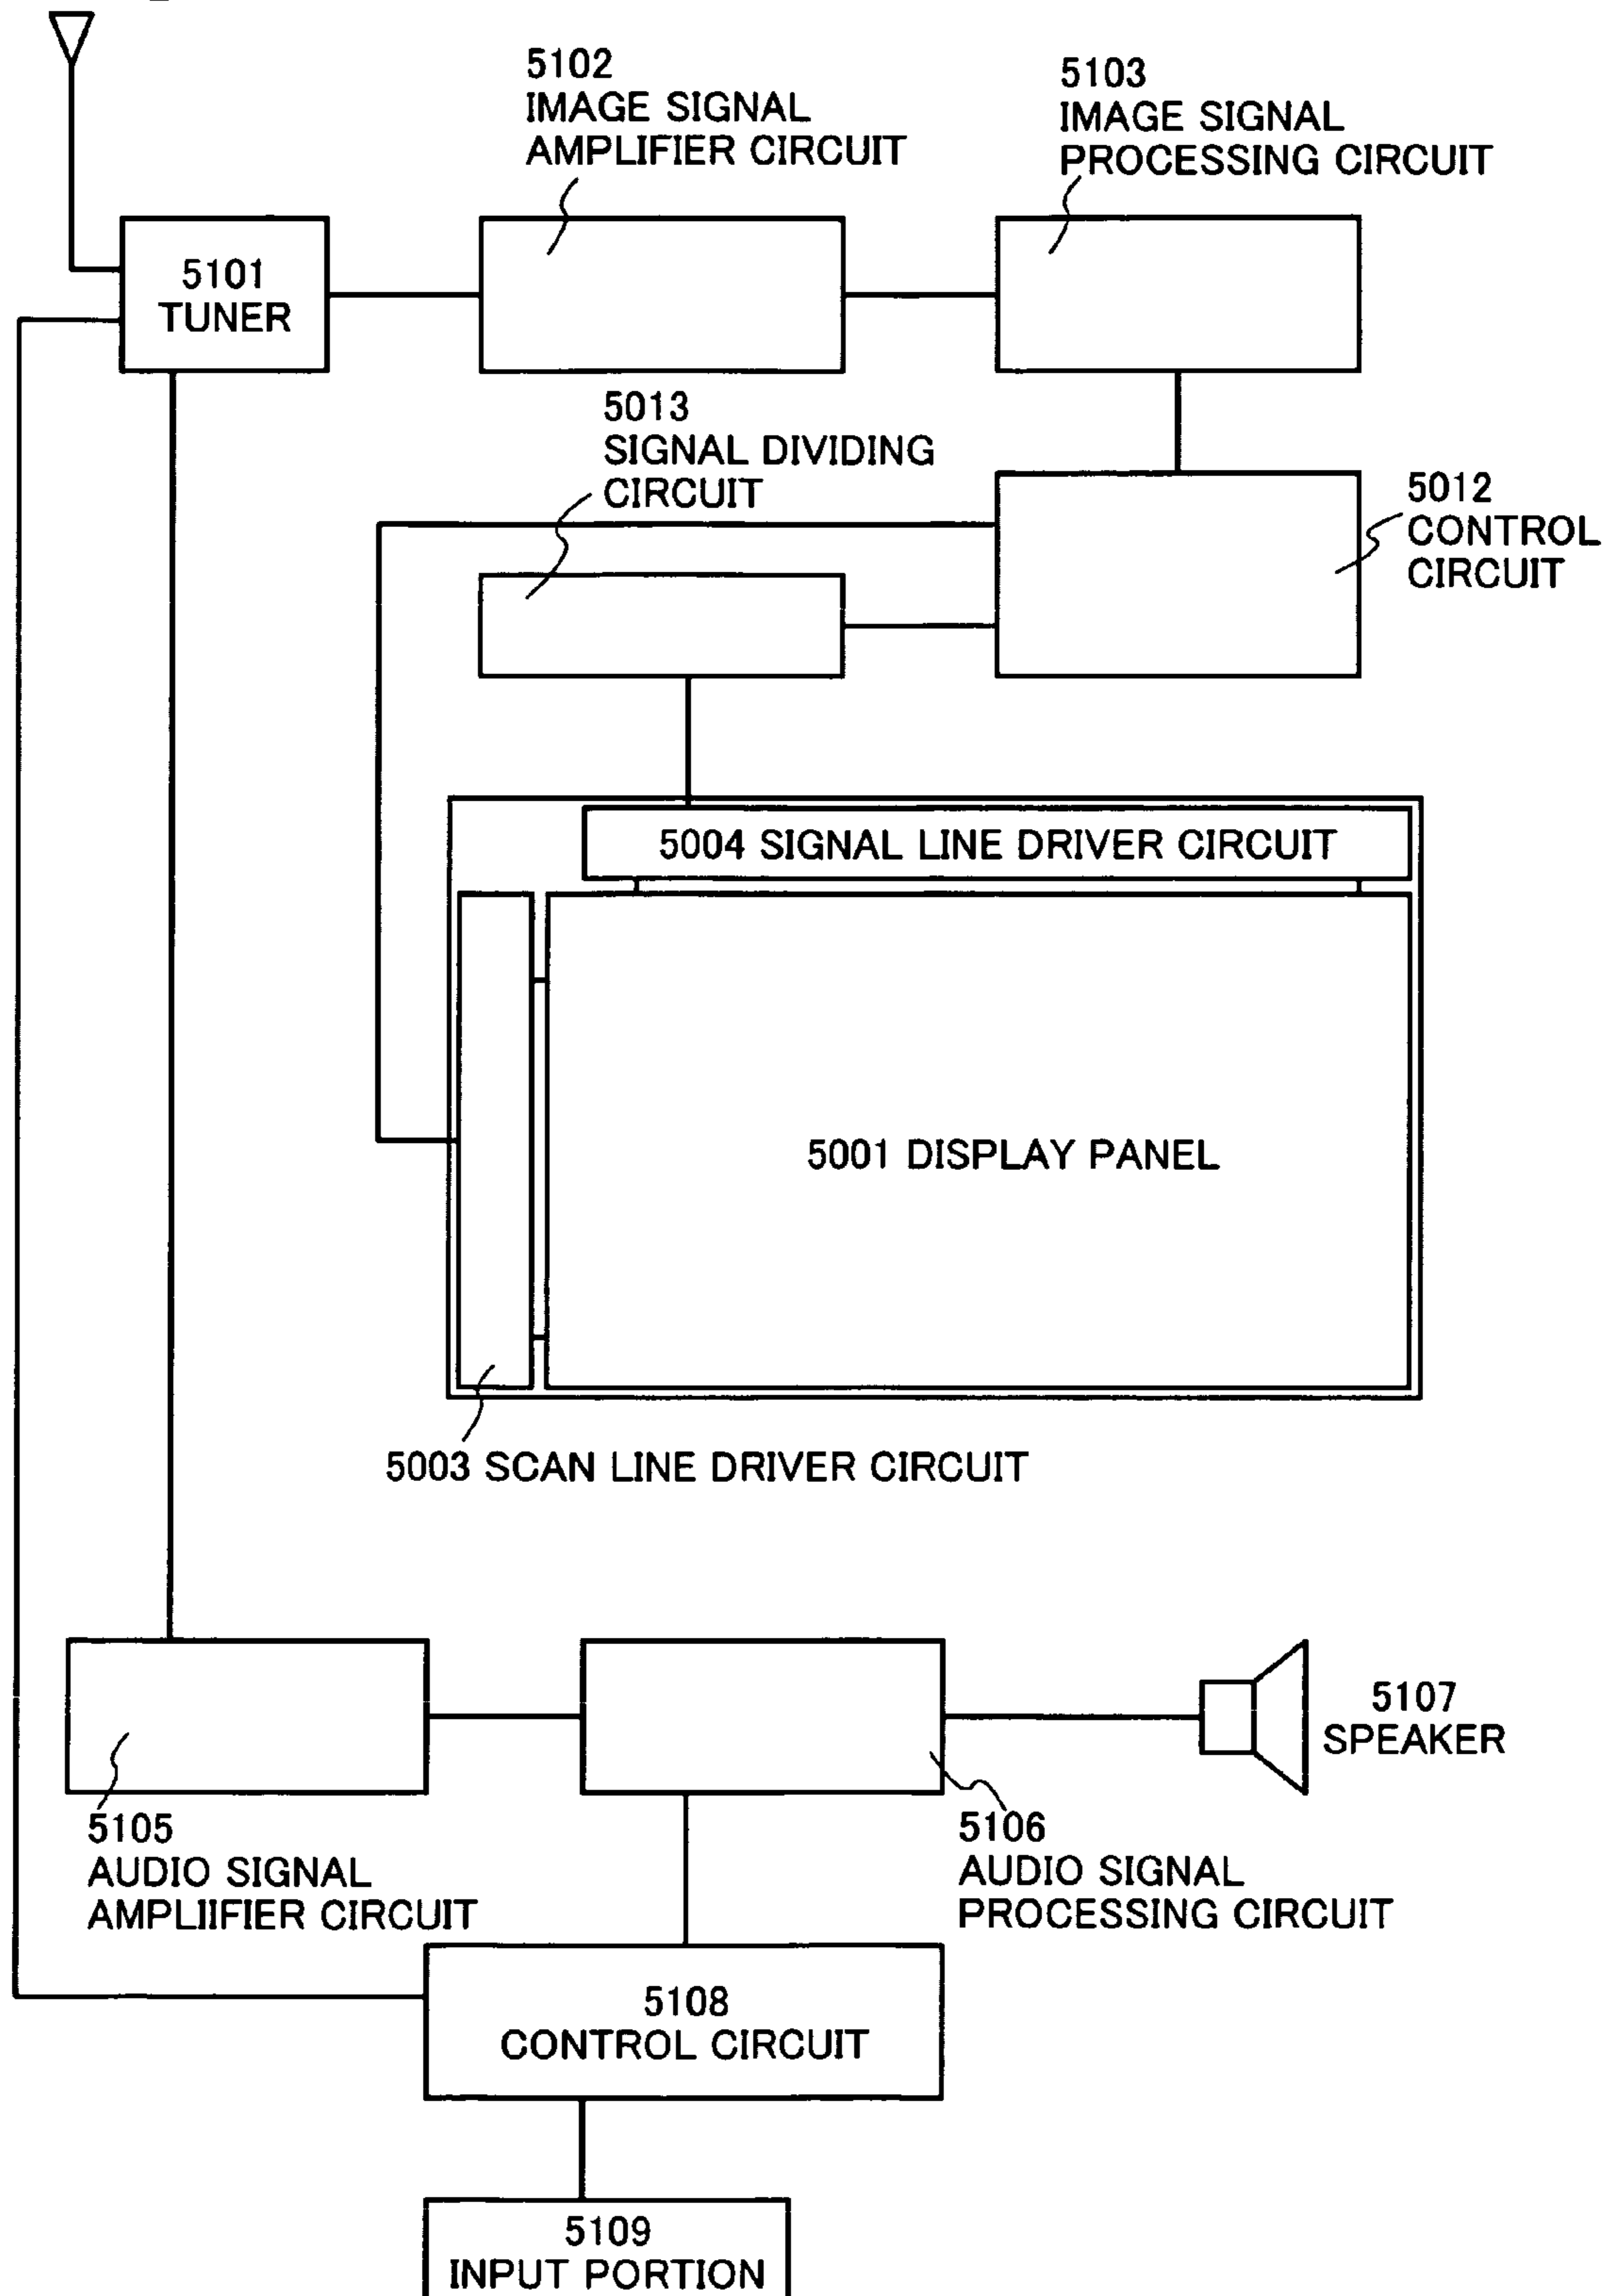 5102
IMAGE SIGNAL
AMPLIFIER CIRCUIT
5103
IMAGE SIGNAL
PROCESSING CIRCUIT
5101
TUNER
5013
SIGNAL DIVIDING
CIRCUIT
5012
CONTROL
CIRCUIT
5004 SIGNAL LINE DRIVER CIRCUIT
5001 DISPLAY PANEL
5003 SCAN LINE DRIVER CIRCUIT
5107
SPEAKER
5105
AUDIO SIGNAL
AMPLIIFIER CIRCUIT
5106
AUDIO SIGNAL
PROCESSING CIRCUIT
5108
CONTROL CIRCUIT
5109
INPUT PORTION